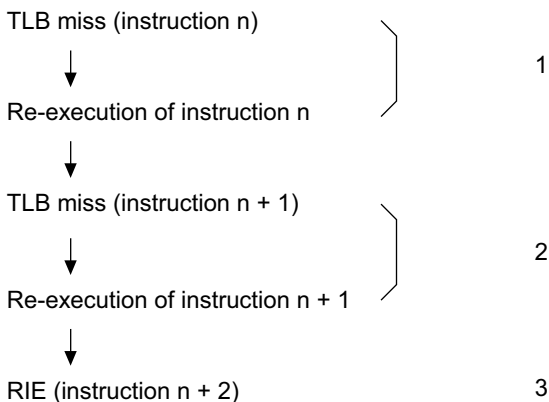 TLB miss (instruction n)
1
Re-execution of instruction n
TLB miss (instruction n + 1)
2
Re-execution of instruction n + 1
RIE (instruction n + 2)
3